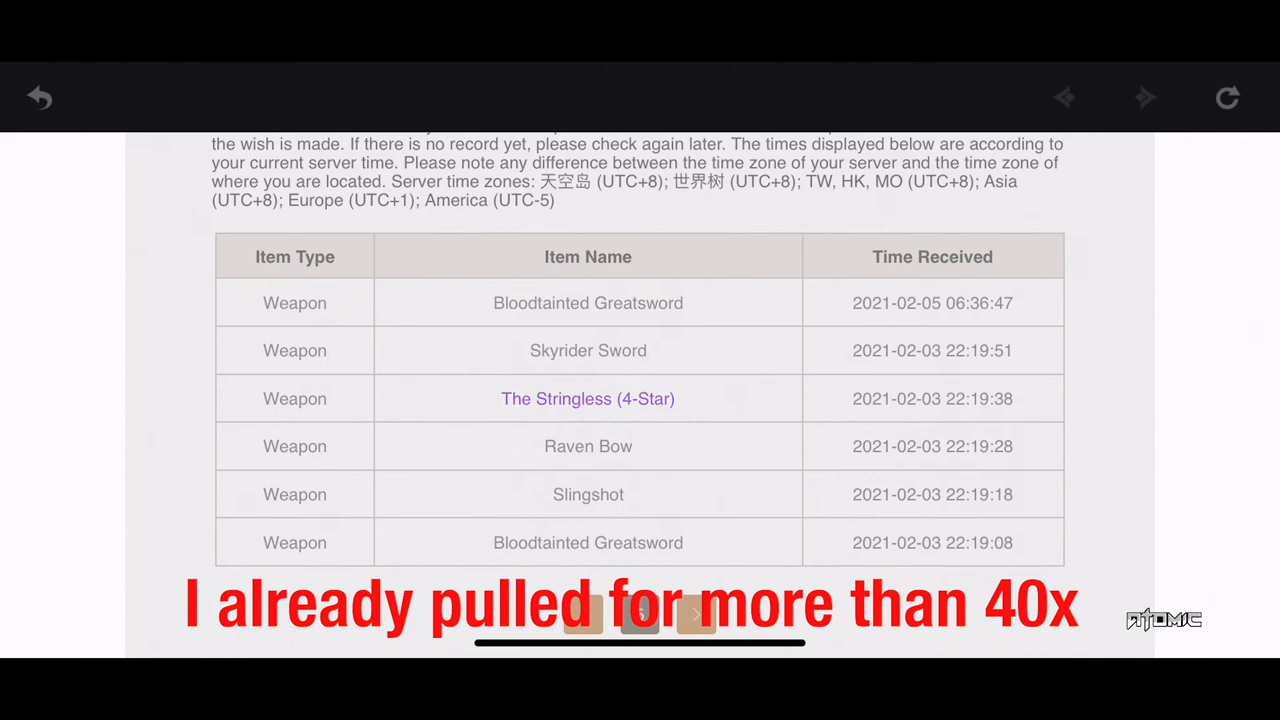 the wish is made. If there is no record yet, please check again later. The times displayed below are according to
your current server time. Please note any difference between the time zone of your server and the time zone of
where you are located. Server time zones: 天空岛 (UTC+8); 世界树 (UTC+8); TW, HK, MO (UTC+8); Asia
(UTC+8); Europe (UTC+1); America (UTC-5)
Item Type Item Name Time Received
Weapon Bloodtainted Greatsword 2021-02-05 06:36:47
Weapon Skyrider Sword 2021-02-03 22:19:51
Weapon The Stringless (4-Star) 2021-02-03 22:19:38
Weapon Raven Bow 2021-02-03 22:19:28
Weapon Slingshot 2021-02-03 22:19:18
Weapon Bloodtainted Greatsword 2021-02-03 22:19:08
I already pulled for more than 40x
ATOMIC